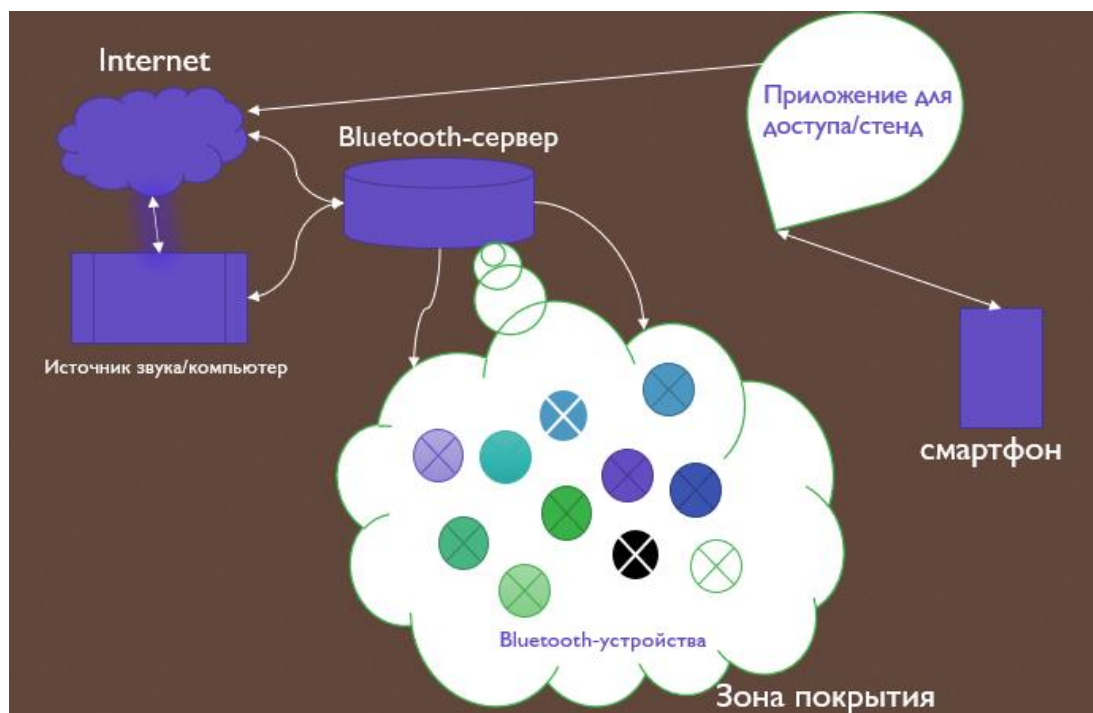 Internet
Bluetooth-сервер
Приложение для
доступа/стенд
Источник звука/компьютер
смартфон
Bluetooth-устройства
Зона покрытия